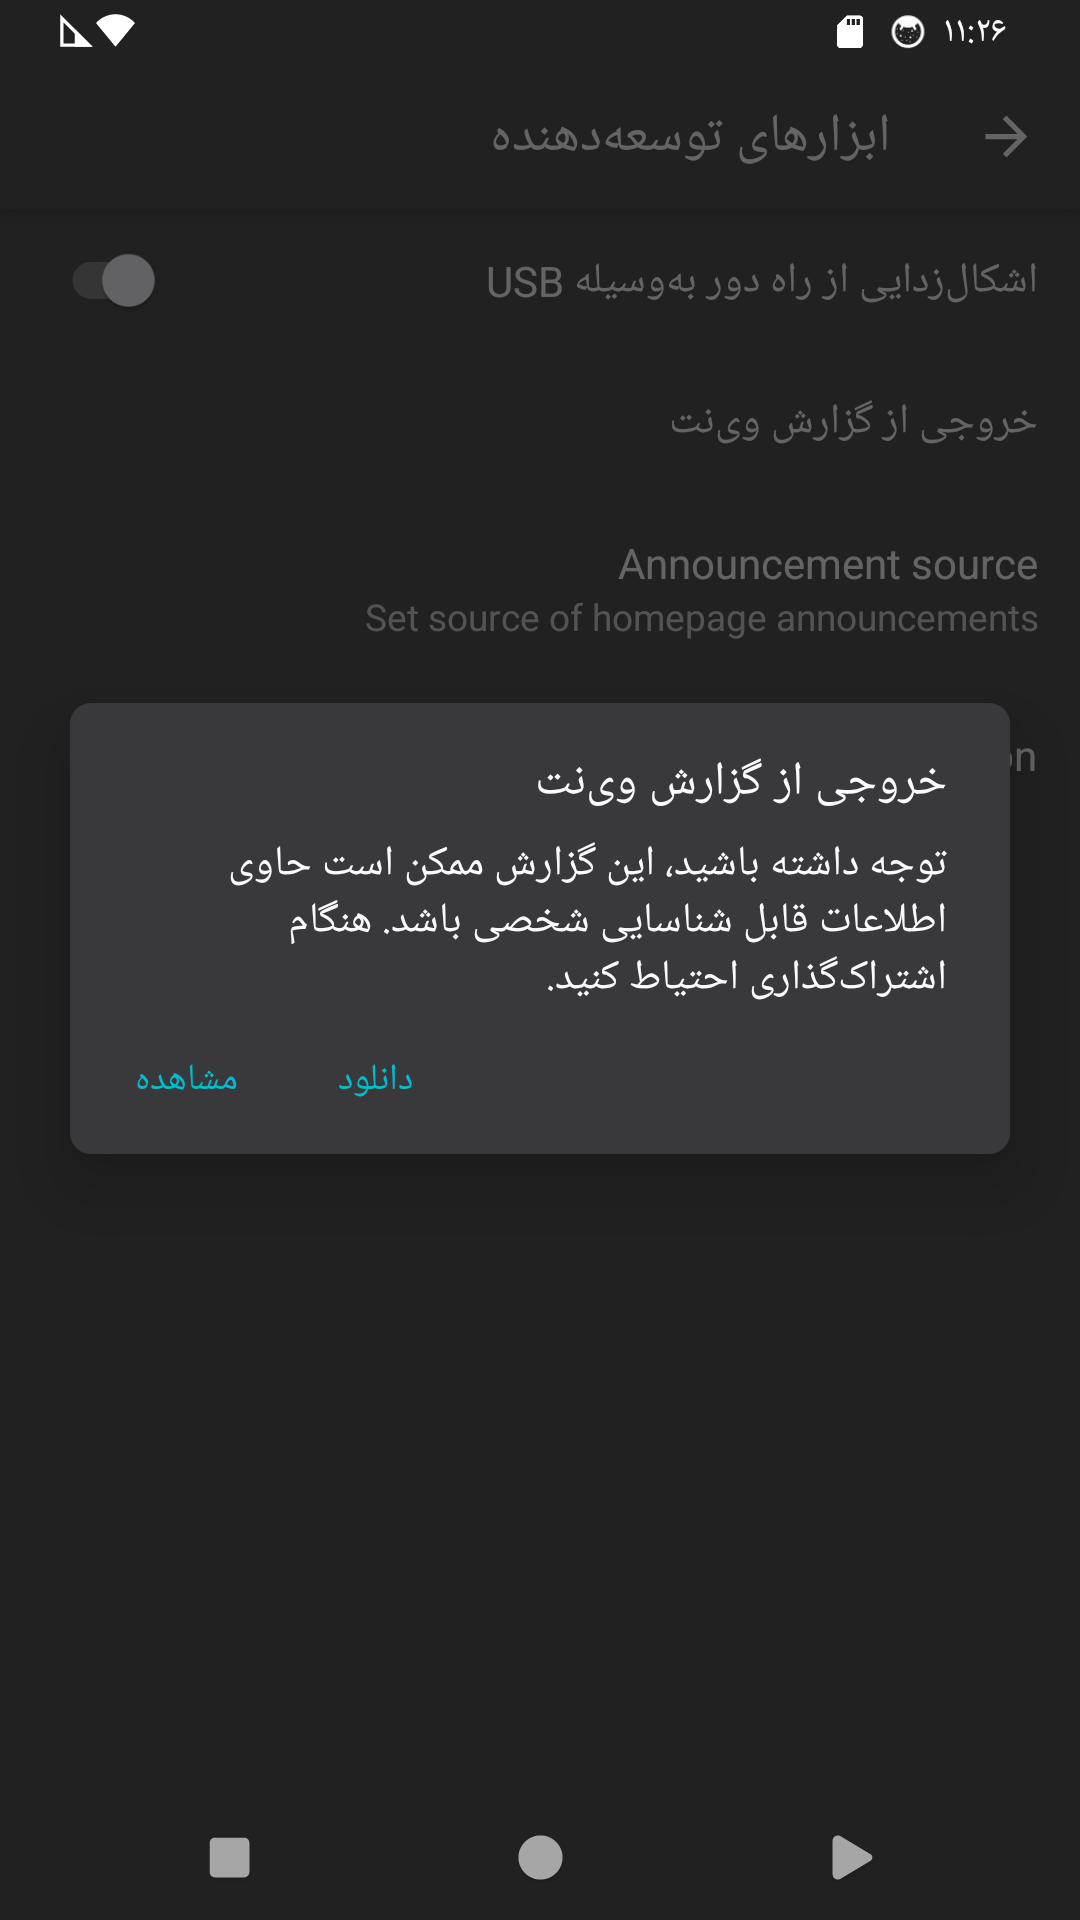 ۱۱:۲۶
ابزارهای توسعه‌دهنده
اشکال‌زدایی از راه دور به‌وسیله USB
خروجی از گزارش وی‌نت
Announcement source
Set source of homepage announcements
on
خروجی از گزارش وی‌نت
توجه داشته باشید، این گزارش ممکن است حاوی
اطلاعات قابل شناسایی شخصی باشد. هنگام
اشتراک‌گذاری احتیاط کنید.
دانلود
مشاهده